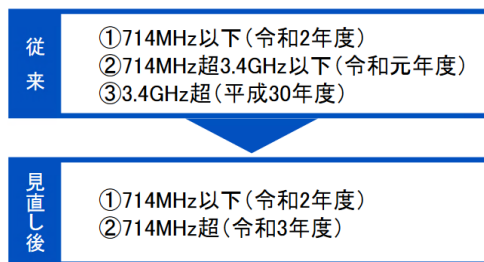 従来
①714MHz以下(令和2年度)
②714MHz超3.4GHz以下(令和元年度)
③3.4GHz超(平成30年度)
見直し後
①714MHz以下(令和2年度)
②714MHz超(令和3年度)